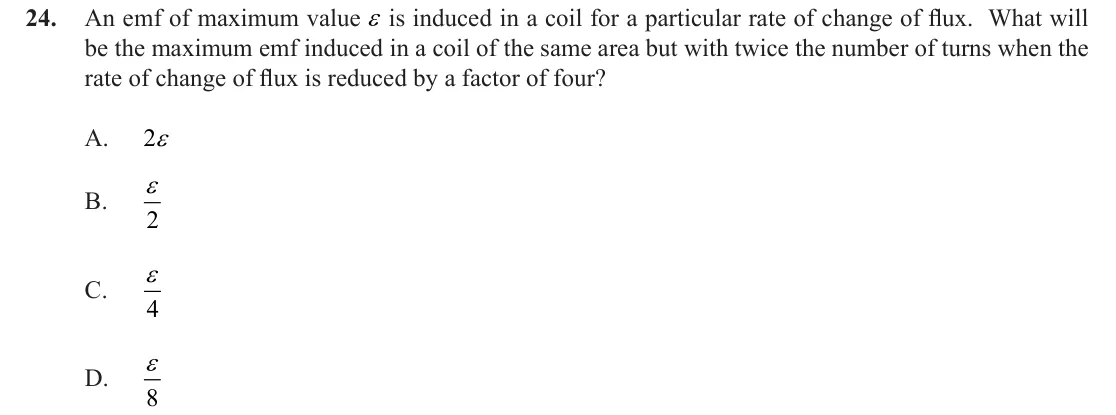 24. An emf of maximum value ε is induced in a coil for a particular rate of change of flux. What will
be the maximum emf induced in a coil of the same area but with twice the number of turns when the
rate of change of flux is reduced by a factor of four?
A. 2ε
B. ε/2
C. ε/4
D. ε/8